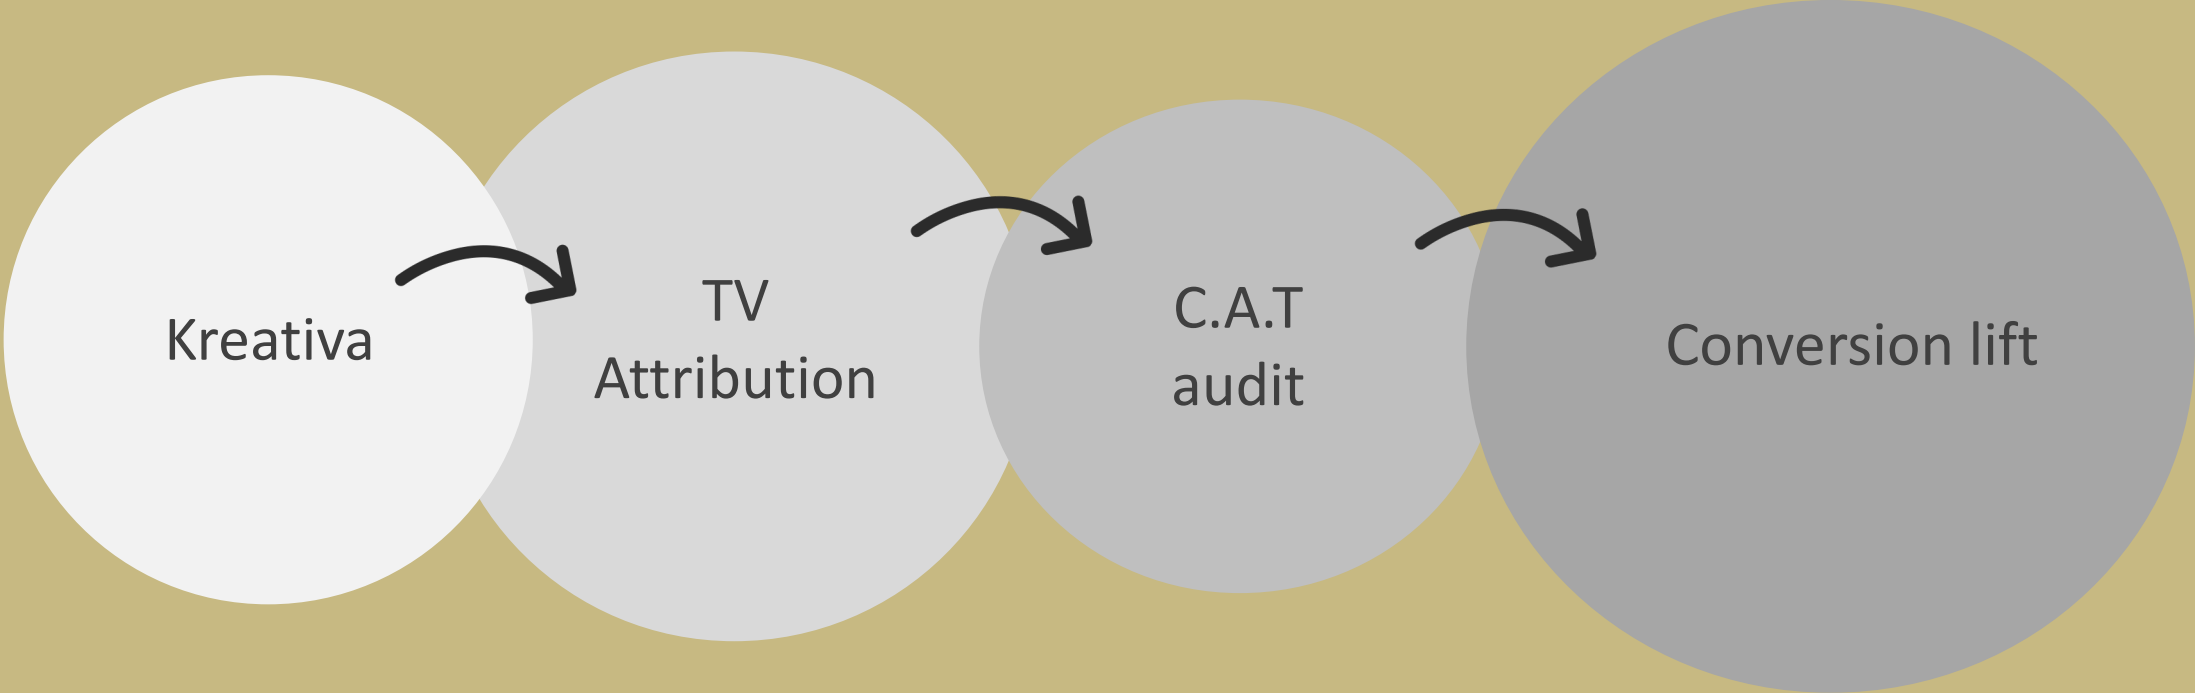 Kreativa
TV
Attribution
C.A.T
audit
Conversion lift